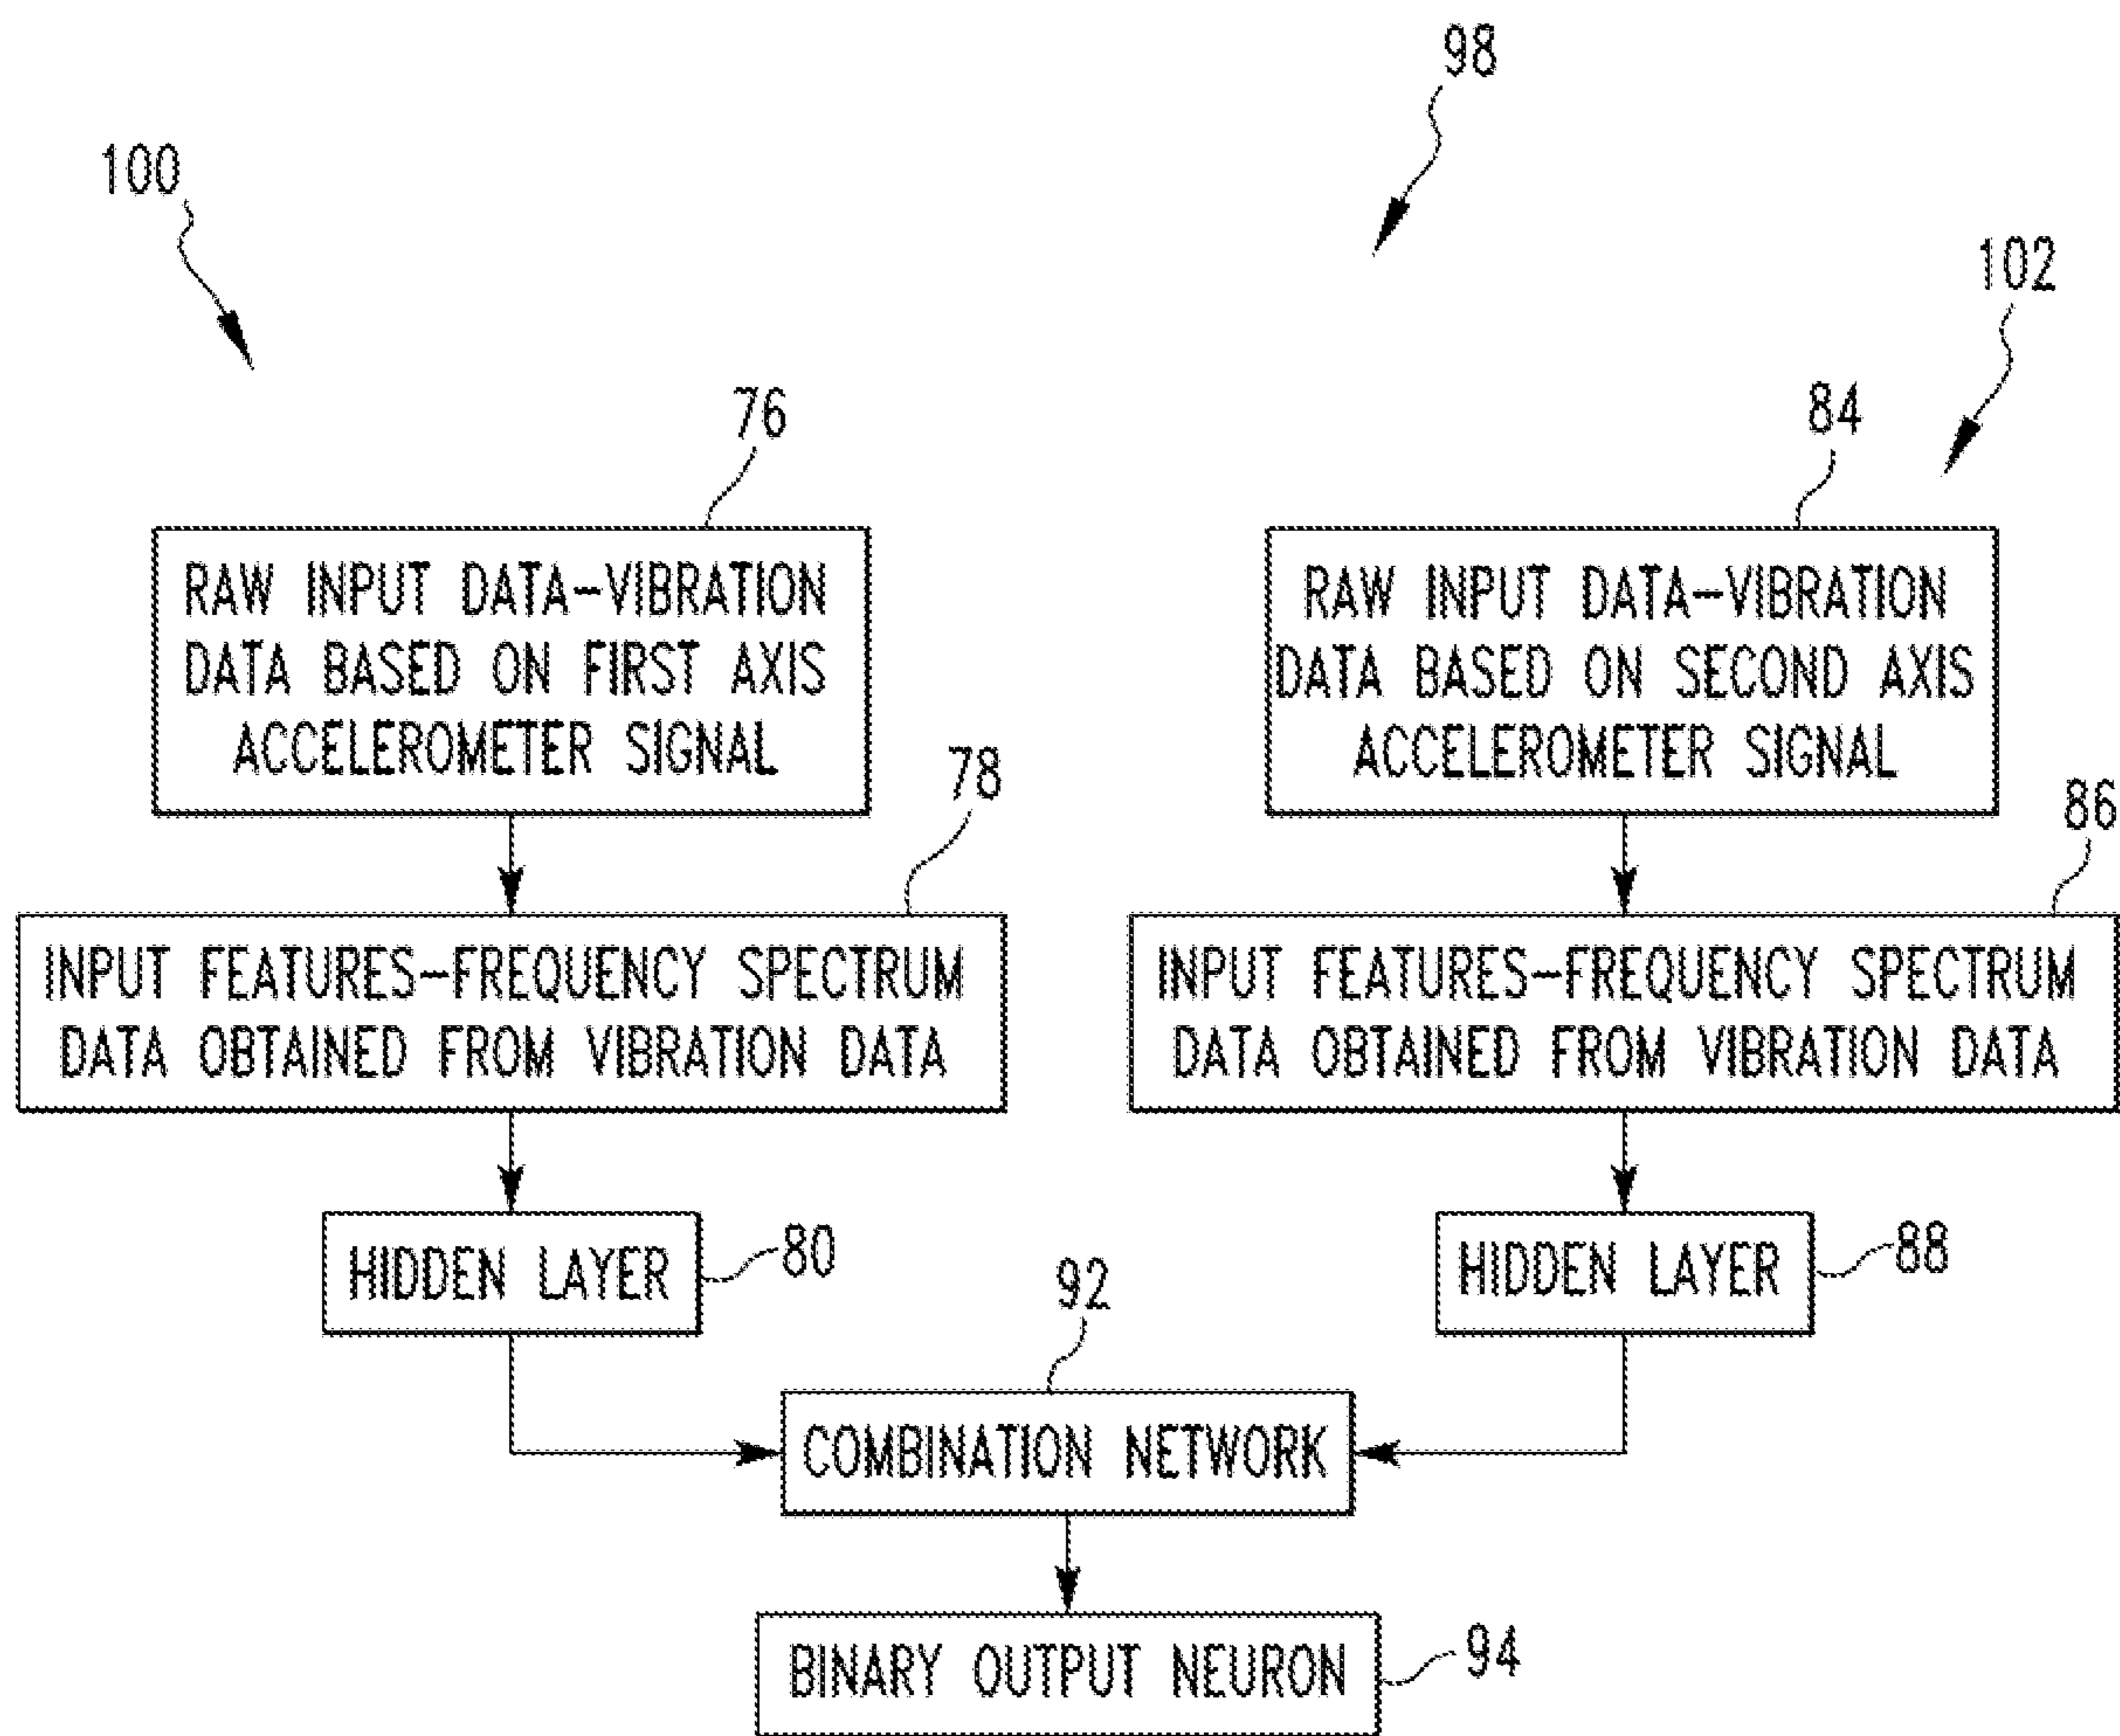 98
100
102
76
84
RAW INPUT DATA-VIBRATION
DATA BASED ON FIRST AXIS
ACCELEROMETER SIGNAL
RAW INPUT DATA-VIBRATION
DATA BASED ON SECOND AXIS
ACCELEROMETER SIGNAL
78
86
INPUT FEATURES-FREQUENCY SPECTRUM
DATA OBTAINED FROM VIBRATION DATA
INPUT FEATURES-FREQUENCY SPECTRUM
DATA OBTAINED FROM VIBRATION DATA
HIDDEN LAYER
80
HIDDEN LAYER
88
92
COMBINATION NETWORK
BINARY OUTPUT NEURON
94